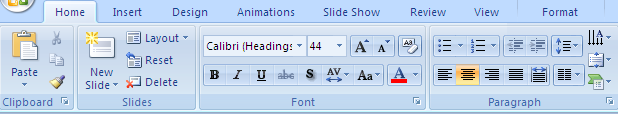 Home Insert Design Animations Slide Show Review View Format
Paste
New Slide
Layout
Reset
Delete
Calibri (Headings 44 A A Aa
B I U abc S AV Aa A
Clipboard Slides Font Paragraph